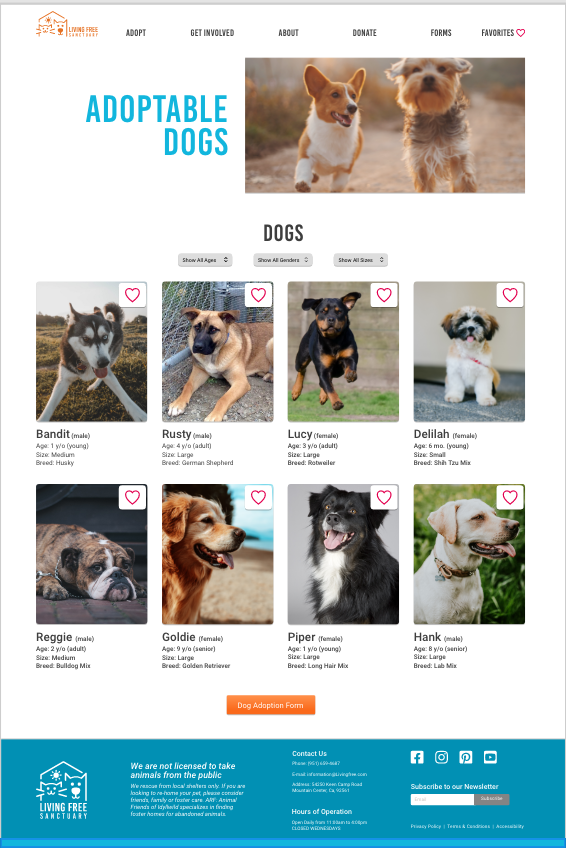 LIVING FREE
SANCTUARY
ADOPT
GET INVOLVED
ABOUT
DONATE
FORMS
FAVORITES
ADOPTABLE
DOGS
DOGS
Show All Ages
Show All Genders
Show All Sizes
Bandit (male)
Age: 1 y/o (young)
Size: Medium
Breed: Husky
Rusty (male)
Age: 4 y/o (adult)
Size: Large
Breed: German Shepherd
Lucy (female)
Age: 3 y/o (adult)
Size: Large
Breed: Rotweiler
Delilah (female)
Age: 6 mo. (young)
Size: Small
Breed: Shih Tzu Mix
Reggie (male)
Age: 2 y/o (adult)
Size: Medium
Breed: Bulldog Mix
Goldie (female)
Age: 9 y/o (senior)
Size: Large
Breed: Golden Retriever
Piper (female)
Age: 1 y/o (young)
Size: Large
Breed: Long Hair Mix
Hank (male)
Age: 8 y/o (senior)
Size: Large
Breed: Lab Mix
Dog Adoption Form
LIVING FREE
SANCTUARY
We are not licensed to take
animals from the public
We rescue from local shelters only. If you are
looking to re-home your pet, please consider
friends, family or foster care. ARF: Animal
Friends of Idyllwild specializes in finding
foster homes for abandoned animals.
Contact Us
Phone: (951) 659-4687
E-mail: information@Livingfree.com
Address: 54250 Keen Camp Road
Mountain Center, Ca, 92561
Hours of Operation
Open Daily from 11:00am to 4:00pm
CLOSED WEDNESDAYS
Subscribe to our Newsletter
Email
Subscribe
Privacy Policy | Terms & Conditions | Accessibility